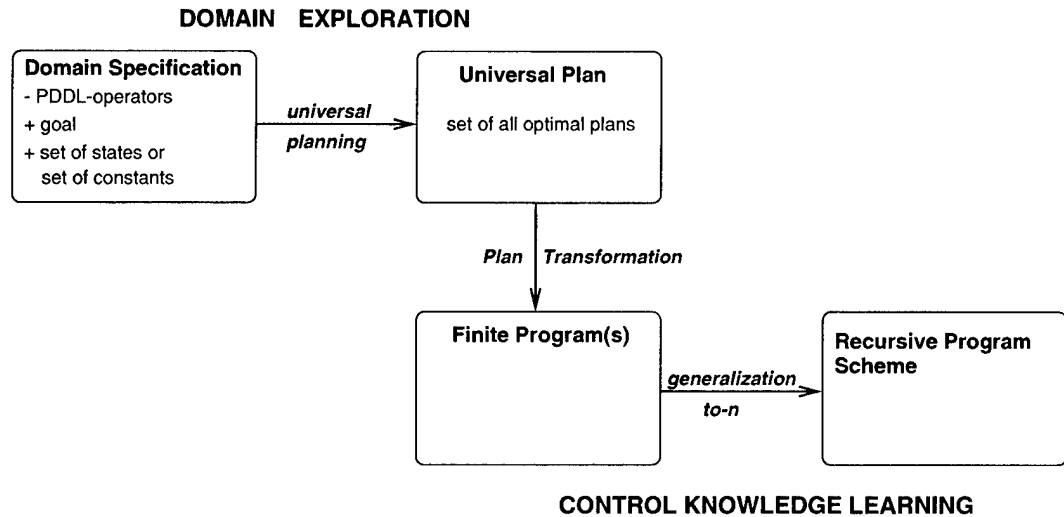 DOMAIN EXPLORATION
Domain Specification
- PDDL-operators
+ goal
+ set of states or
set of constants
universal
planning
Universal Plan
set of all optimal plans
Plan Transformation
Finite Program(s)
generalization
to-n
Recursive Program
Scheme
CONTROL KNOWLEDGE LEARNING